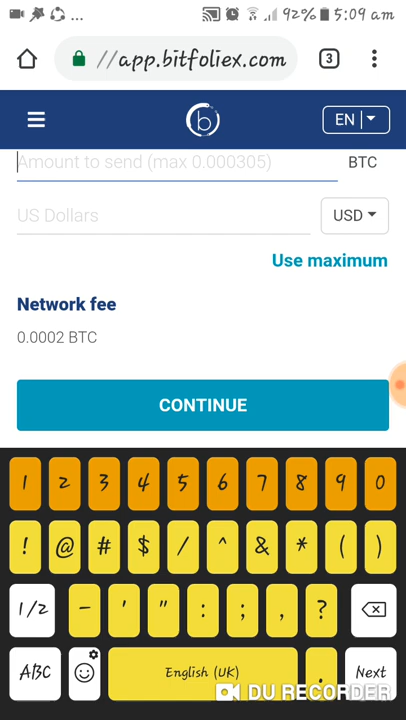 ... 92% 5:09 am
//app.bitfoliex.com 3
b EN
Amount to send (max 0.000305) BTC
US Dollars USD
Use maximum
Network fee
0.0002 BTC
CONTINUE
1 2 3 4 5 6 7 8 9 0
! @ # $ / ^ & * ( )
1/2 - ' " : ; , ?
ABC English (UK) . Next
DU RECORDER